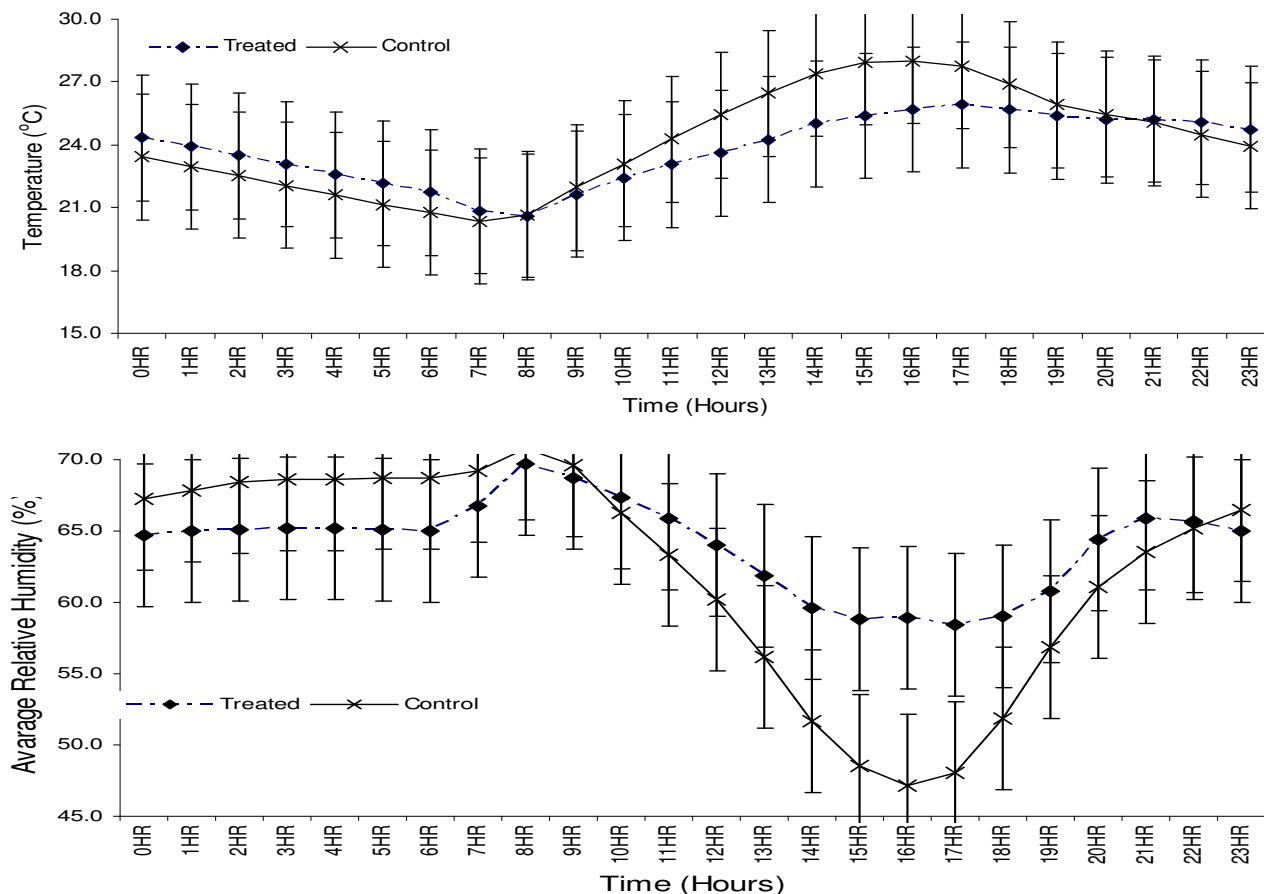 30.0
Treated Control
27.0
24.0
21.0
18.0
15.0
Temperature (°C)
0HR 1HR 2HR 3HR 4HR 5HR 6HR 7HR 8HR 9HR 10HR 11HR 12HR 13HR 14HR 15HR 16HR 17HR 18HR 19HR 20HR 21HR 22HR 23HR
Time (Hours)
70.0
65.0
60.0
55.0
Treated Control
50.0
45.0
Avarage Relative Humidity (%)
0HR 1HR 2HR 3HR 4HR 5HR 6HR 7HR 8HR 9HR 10HR 11HR 12HR 13HR 14HR 15HR 16HR 17HR 18HR 19HR 20HR 21HR 22HR 23HR
Time (Hours)